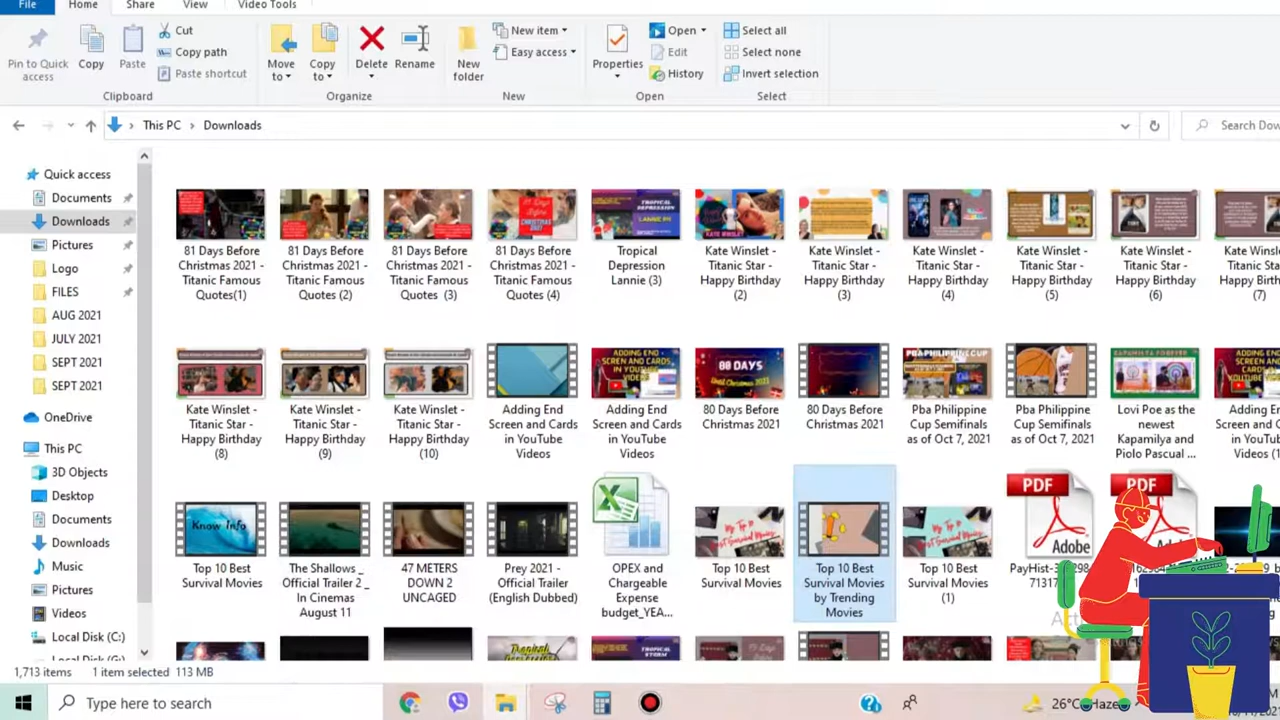 File Home Share View Video Tools
Pin to Quick access
Copy
Paste
Cut
Copy path
Paste shortcut
Move to
Copy to
Delete
Rename
New folder
New item
Easy access
Properties
Open
Edit
History
Select all
Select none
Invert selection
Clipboard Organize New Open Select
This PC Downloads Search Dow
Quick access
Documents
Downloads
Pictures
Logo
FILES
AUG 2021
JULY 2021
SEPT 2021
SEPT 2021
OneDrive
This PC
3D Objects
Desktop
Documents
Downloads
Music
Pictures
Videos
Local Disk (C:)
Local Disk (G:)
81 Days Before Christmas 2021 - Titanic Famous Quotes(1)
81 Days Before Christmas 2021 - Titanic Famous Quotes (2)
81 Days Before Christmas 2021 - Titanic Famous Quotes (3)
81 Days Before Christmas 2021 - Titanic Famous Quotes (4)
Tropical Depression Lannie (3)
Kate Winslet - Titanic Star - Happy Birthday (2)
Kate Winslet - Titanic Star - Happy Birthday (3)
Kate Winslet - Titanic Star - Happy Birthday (4)
Kate Winslet - Titanic Star - Happy Birthday (5)
Kate Winslet - Titanic Star - Happy Birthday (6)
Kate Winslet - Titanic Star - Happy Birthday (7)
Kate Winslet - Titanic Star - Happy Birthday (8)
Kate Winslet - Titanic Star - Happy Birthday (9)
Kate Winslet - Titanic Star - Happy Birthday (10)
Adding End Screen and Cards in YouTube Videos
Adding End Screen and Cards in YouTube Videos
80 Days Before Christmas 2021
80 Days Before Christmas 2021
Pba Philippine Cup Semifinals as of Oct 7, 2021
Pba Philippine Cup Semifinals as of Oct 7, 2021
Lovi Poe as the newest Kapamilya and Piolo Pascual ...
Know Info
Top 10 Best Survival Movies
The Shallows _ Official Trailer 2 _ In Cinemas August 11
47 METERS DOWN 2 UNCAGED
Prey 2021 - Official Trailer (English Dubbed)
OPEX and Chargeable Expense budget_YEA...
Top 10 Best Survival Movies
Top 10 Best Survival Movies by Trending Movies
Top 10 Best Survival Movies (1)
PDF
Adobe
PDF
1,713 items 1 item selected 113 MB
Type here to search
26°C Haze